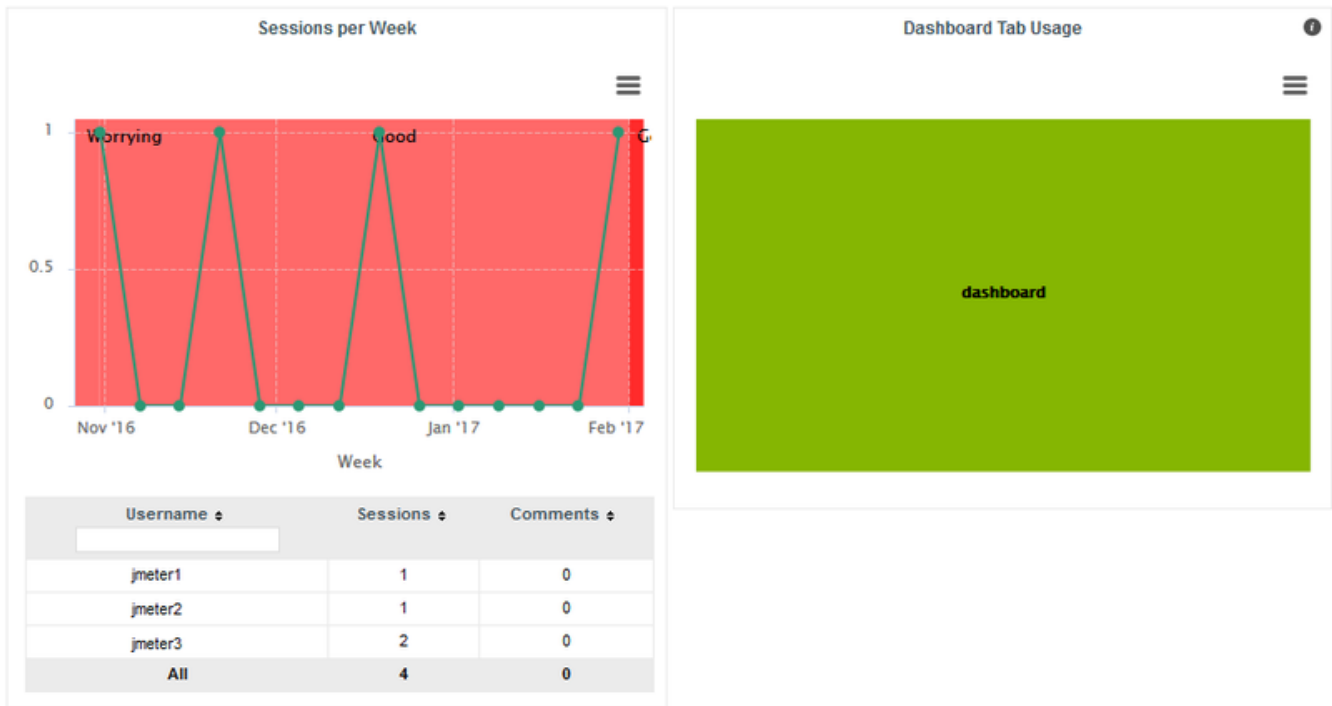 Sessions per Week
1
0.5
0
Worrying
Good
Nov '16
Dec '16
Jan '17
Feb '17
Week
Username
Sessions
Comments
jmeter1
1
0
jmeter2
1
0
jmeter3
2
0
All
4
0
Dashboard Tab Usage
i
dashboard